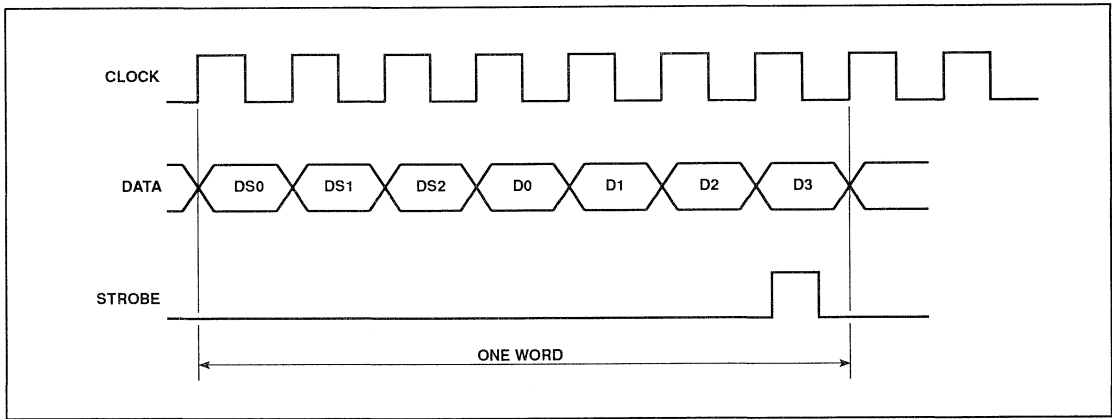 CLOCK
DATA DS0 DS1 DS2 D0 D1 D2 D3
STROBE
ONE WORD